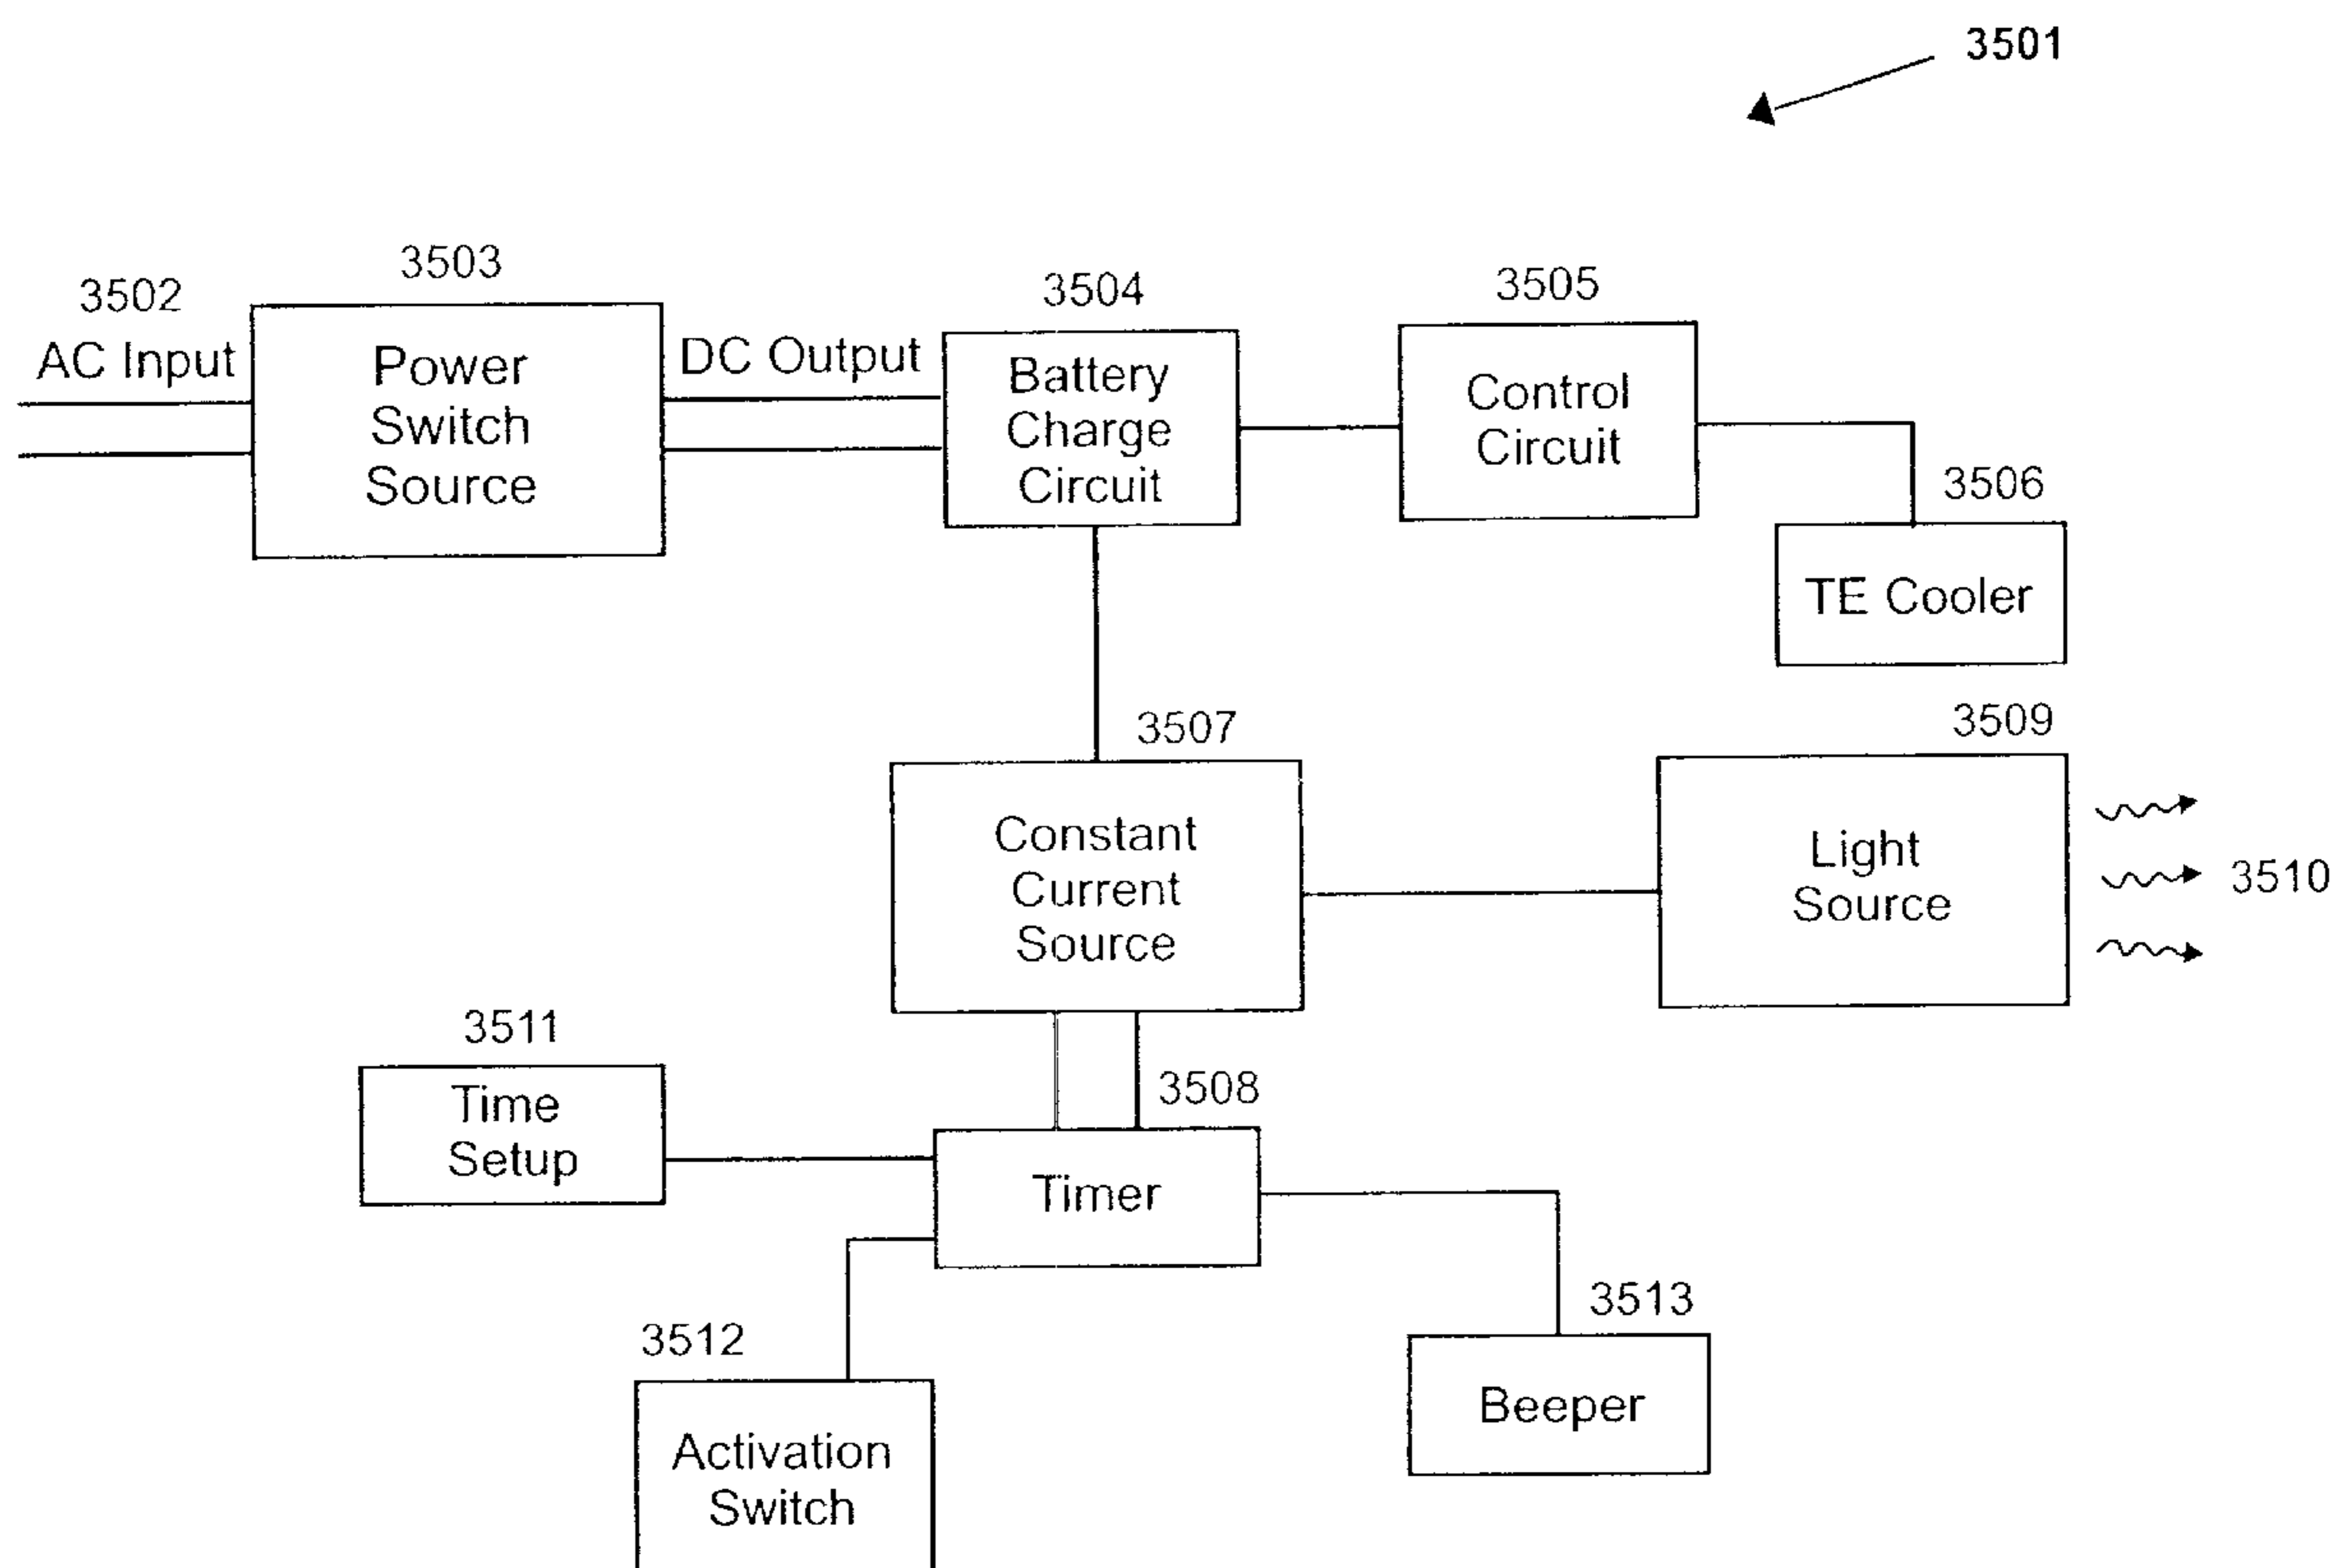 3501
3502
AC Input
3503
Power
Switch
Source
DC Output
3504
Battery
Charge
Circuit
3505
Control
Circuit
3506
TE Cooler
3507
Constant
Current
Source
3509
Light
Source
3510
3511
Time
Setup
3508
Timer
3512
Activation
Switch
3513
Beeper